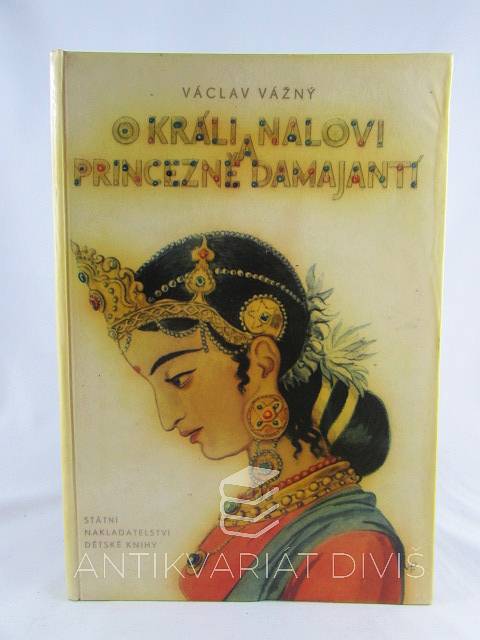 VÁCLAV VÁŽNÝ
O KRÁLI NALOVI
A
PRINCEZNĚ DAMAJANTÍ
STÁTNÍ
NAKLADATELSTVÍ
DĚTSKÉ KNIHY
ANTIKVARIÁT DIVIŠ